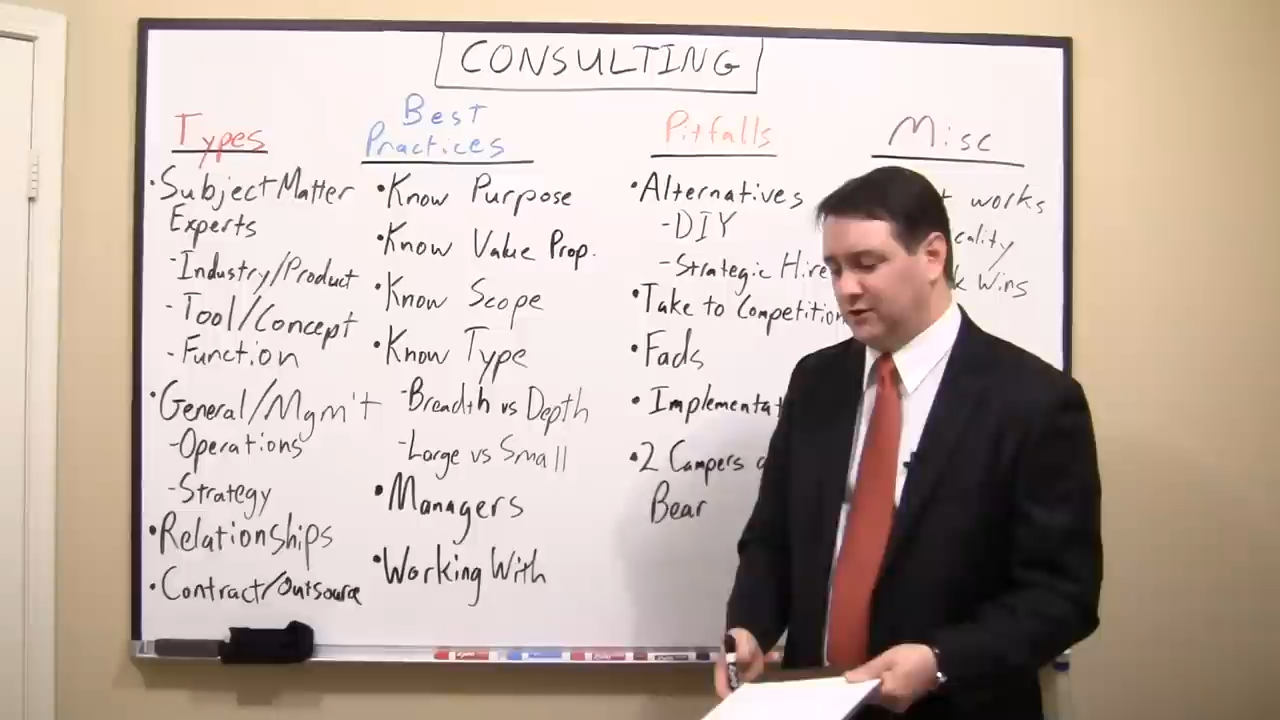 CONSULTING
Types
• Subject Matter
Experts
- Industry/Product
- Tool/Concept
- Function
• General/Mgm't
- Operations
- Strategy
• Relationships
• Contract/Outsource
Best
Practices
• Know Purpose
• Know Value Prop.
• Know Scope
• Know Type
- Breadth vs Depth
- Large vs Small
• Managers
• Working With
Pitfalls
• Alternatives
- DIY
- Strategic Hire
• Take to Competition
• Fads
• Implementat
• 2 Campers
Bear
Misc
works
cality
Wins